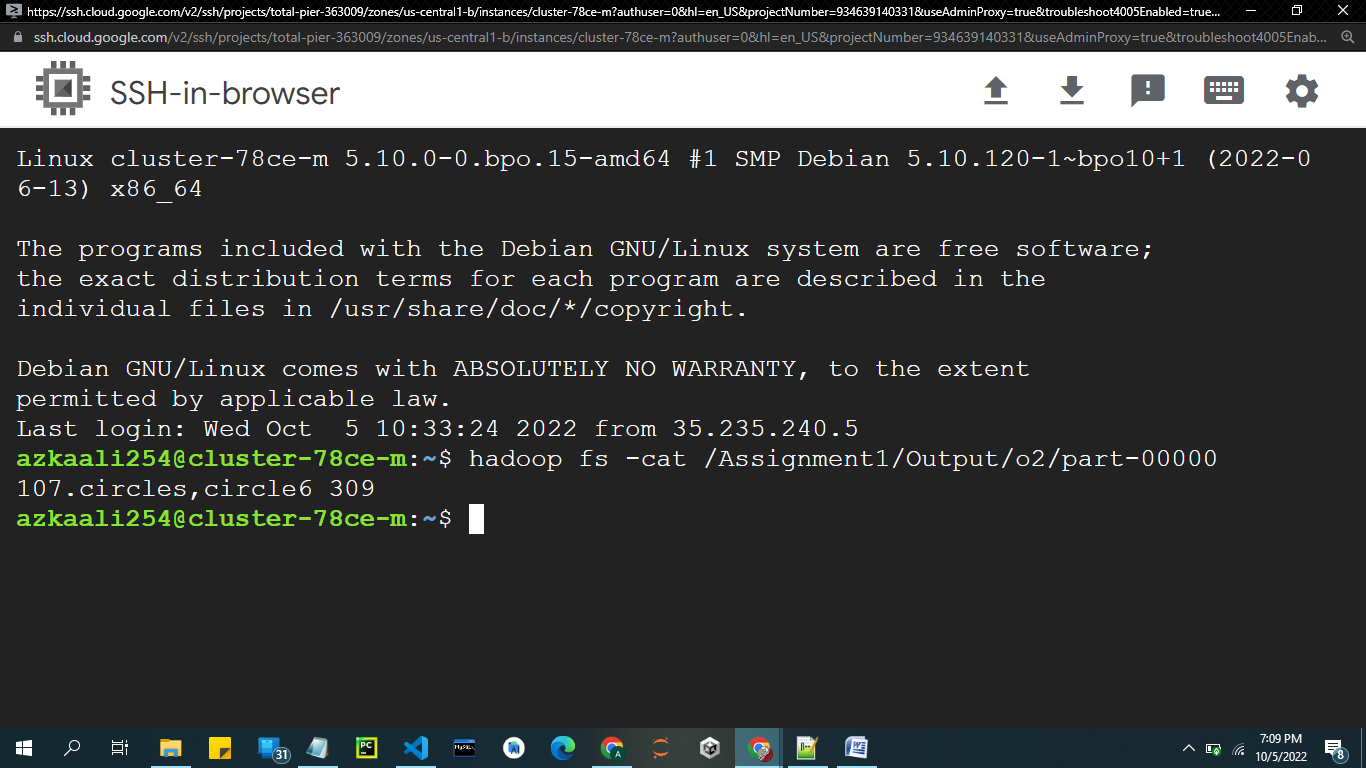 https://ssh.cloud.google.com/v2/ssh/projects/total-pier-363009/zones/us-central1-b/instances/cluster-78ce-m?authuser=0&hl=en_US&projectNumber=934639140331&useAdminProxy=true&troubleshoot4005Enabled=true...
ssh.cloud.google.com/v2/ssh/projects/total-pier-363009/zones/us-central1-b/instances/cluster-78ce-m?authuser=0&hl=en_US&projectNumber=934639140331&useAdminProxy=true&troubleshoot4005Enab...
SSH-in-browser
Linux cluster-78ce-m 5.10.0-0.bpo.15-amd64 #1 SMP Debian 5.10.120-1~bpo10+1 (2022-0
6-13) x86_64
The programs included with the Debian GNU/Linux system are free software;
the exact distribution terms for each program are described in the
individual files in /usr/share/doc/*/copyright.
Debian GNU/Linux comes with ABSOLUTELY NO WARRANTY, to the extent
permitted by applicable law.
Last login: Wed Oct  5 10:33:24 2022 from 35.235.240.5
azkaali254@cluster-78ce-m:~$ hadoop fs -cat /Assignment1/Output/o2/part-00000
107.circles,circle6 309
azkaali254@cluster-78ce-m:~$
31
PC
MySQL
A
7:09 PM
10/5/2022
8